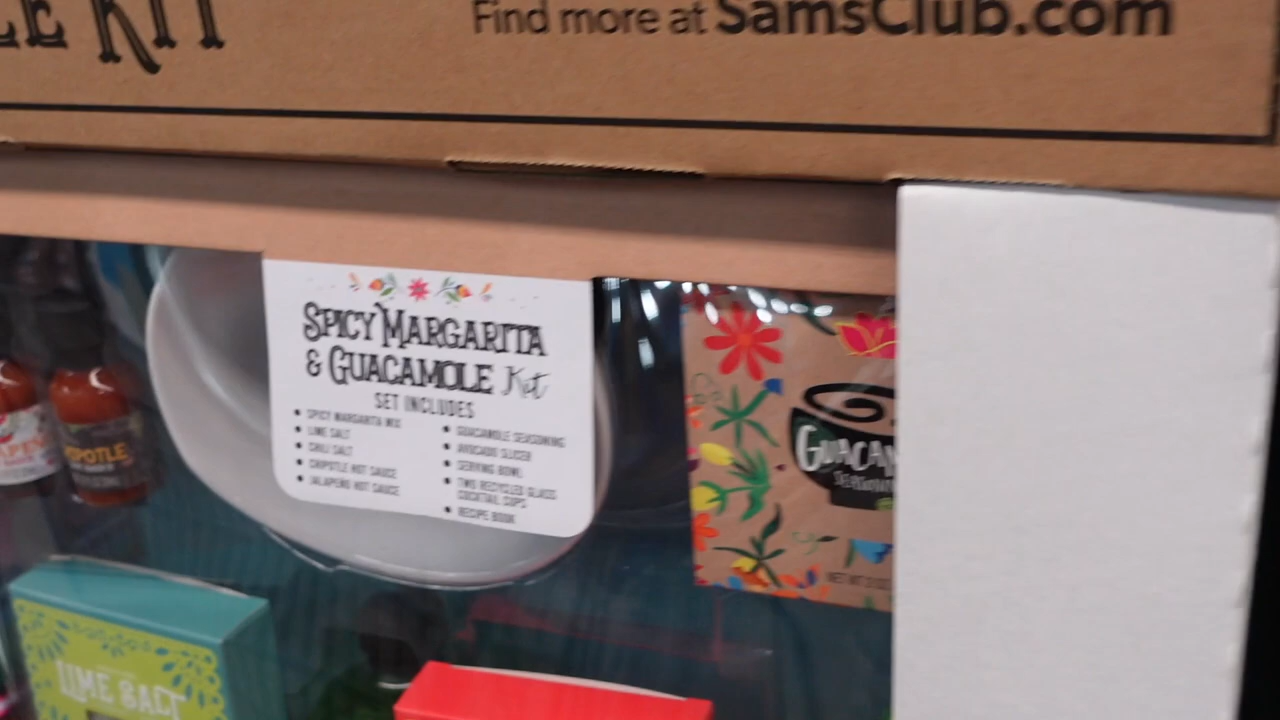 KIT
Find more at SamsClub.com
SPICY MARGARITA
& GUACAMOLE Kit
SET INCLUDES
• SPICY MARGARITA MIX
• LIME SALT
• CHILI SALT
• CHIPOTLE HOT SAUCE
• JALAPENO HOT SAUCE
• GUACAMOLE SEASONING
• AVOCADO SLICER
• SERVING BOWL
• TWO RECYCLED GLASS
COCKTAIL CUPS
• RECIPE BOOK
LIME SALT